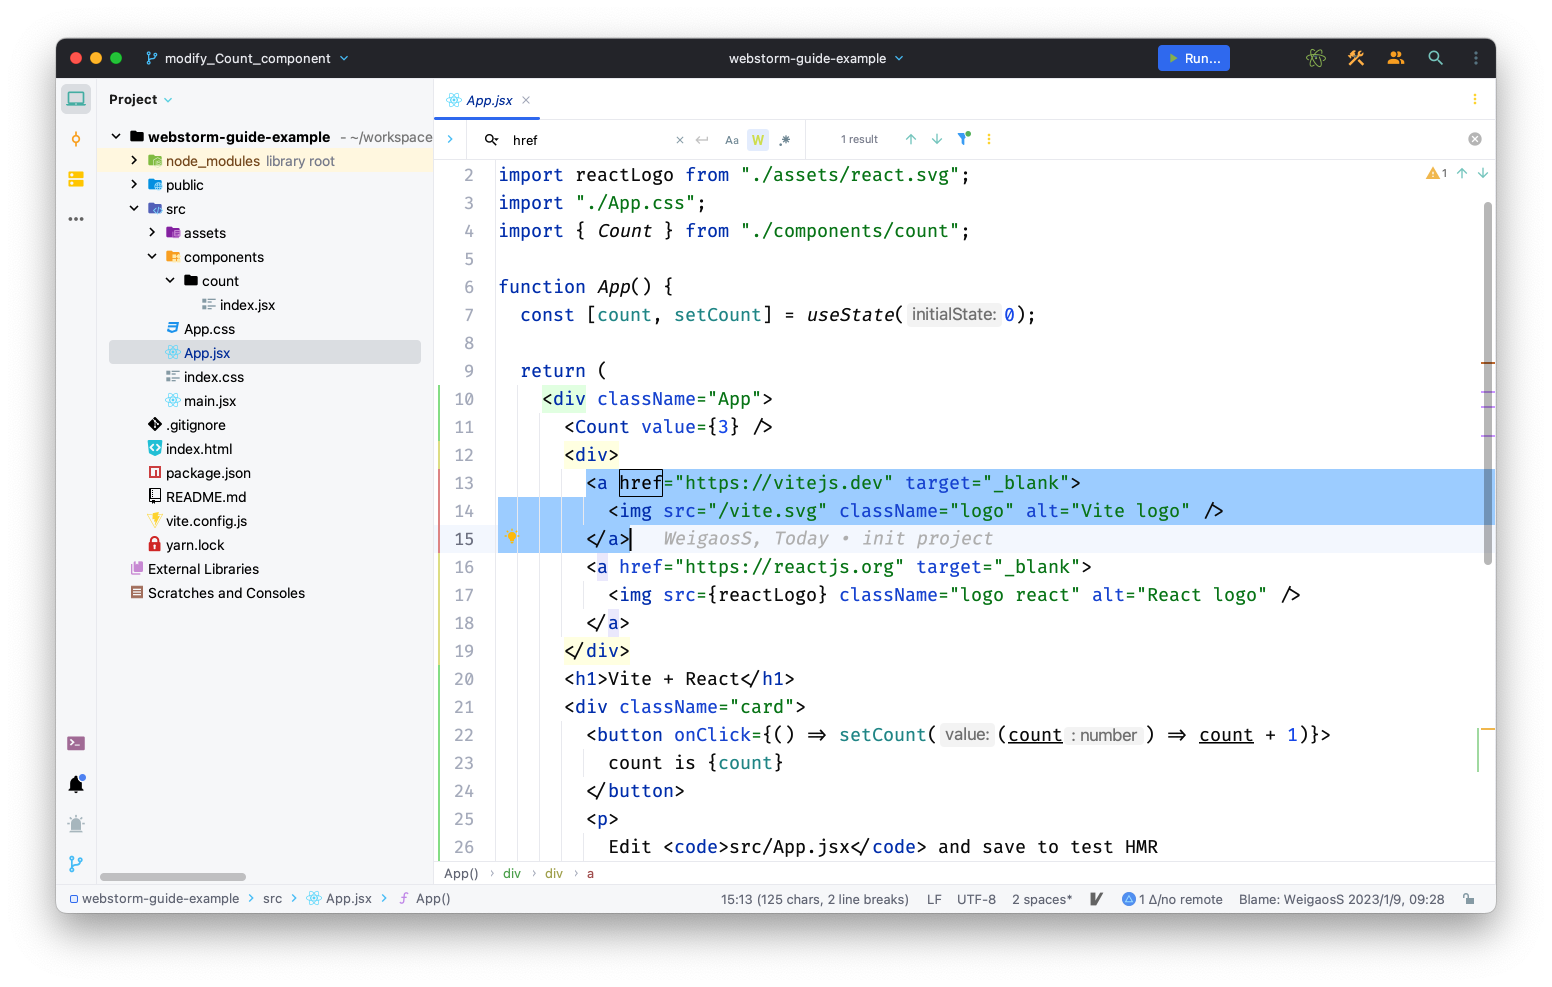 modify_Count_component
webstorm-guide-example
Run...
Project
App.jsx
webstorm-guide-example - ~/workspace
node_modules library root
public
src
assets
components
count
index.jsx
App.css
App.jsx
index.css
main.jsx
.gitignore
index.html
package.json
README.md
vite.config.js
yarn.lock
External Libraries
Scratches and Consoles
href
Aa W .*
1 result
1
2 import reactLogo from "./assets/react.svg";
3 import "./App.css";
4 import { Count } from "./components/count";
5
6 function App() {
7 const [count, setCount] = useState( initialState: 0);
8
9 return (
10 <div className="App">
11 <Count value={3} />
12 <div>
13 <a href="https://vitejs.dev" target="_blank">
14 <img src="/vite.svg" className="logo" alt="Vite logo" />
15 </a> WeigaosS, Today • init project
16 <a href="https://reactjs.org" target="_blank">
17 <img src={reactLogo} className="logo react" alt="React logo" />
18 </a>
19 </div>
20 <h1>Vite + React</h1>
21 <div className="card">
22 <button onClick={() => setCount( value: (count : number ) => count + 1)}>
23 count is {count}
24 </button>
25 <p>
26 Edit <code>src/App.jsx</code> and save to test HMR
App() › div › div › a
webstorm-guide-example › src › App.jsx › f App()
15:13 (125 chars, 2 line breaks) LF UTF-8 2 spaces* 1 Δ/no remote Blame: WeigaosS 2023/1/9, 09:28